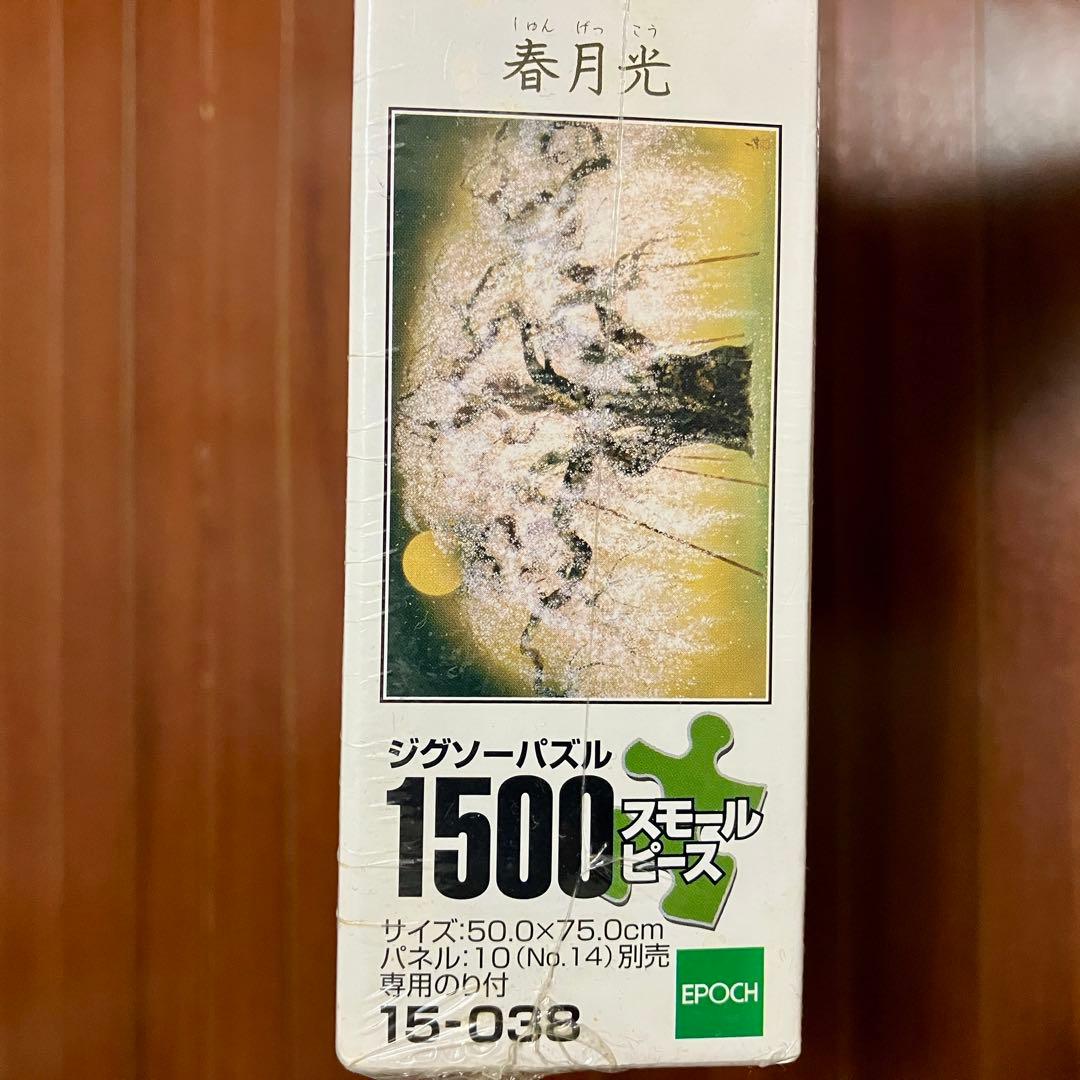 しゅん げっ こう
春月光
ジグソーパズル
1500 スモール
ピース
サイズ:50.0×75.0cm
パネル:10(No.14)別売
専用のり付
15-038
EPOCH